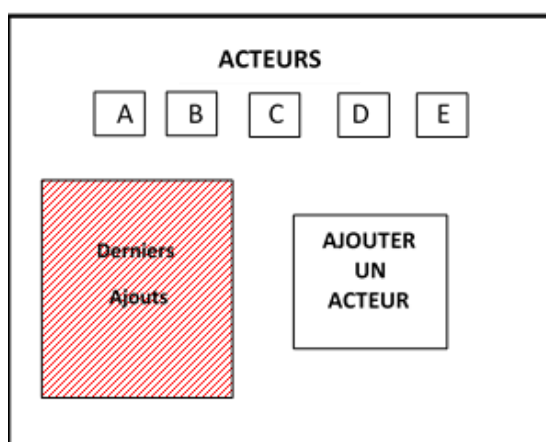 ACTEURS
A B C D E
Derniers
Ajouts
AJOUTER
UN
ACTEUR